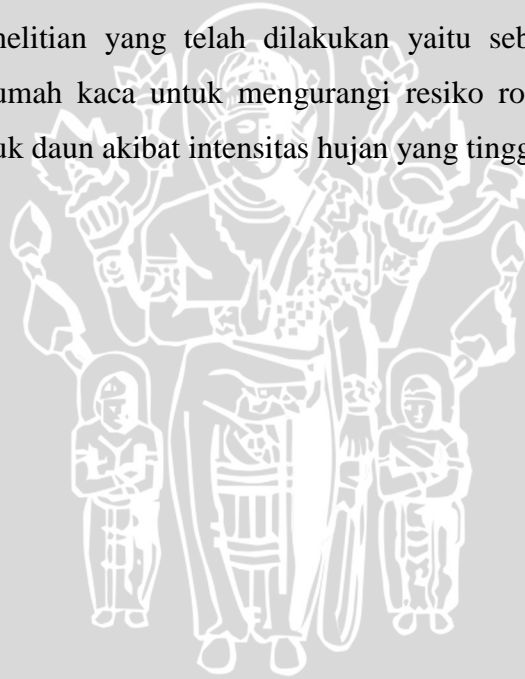 nelitian yang telah dilakukan yaitu seb
umah kaca untuk mengurangi resiko ro
uk daun akibat intensitas hujan yang tingg